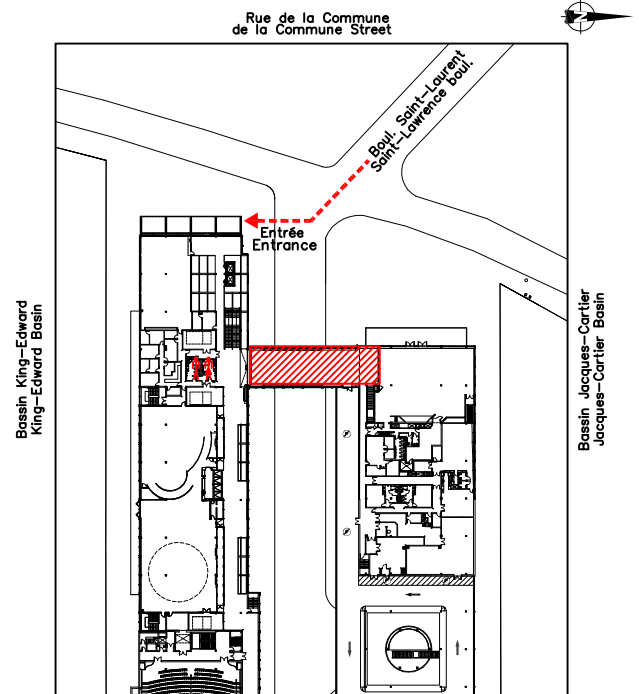 Rue de la Commune
de la Commune Street
N
Boul. Saint-Laurent
Saint-Lawrence boul.
Entrée
Entrance
Bassin King-Edward
King-Edward Basin
Bassin Jacques-Cartier
Jacques-Cartier Basin